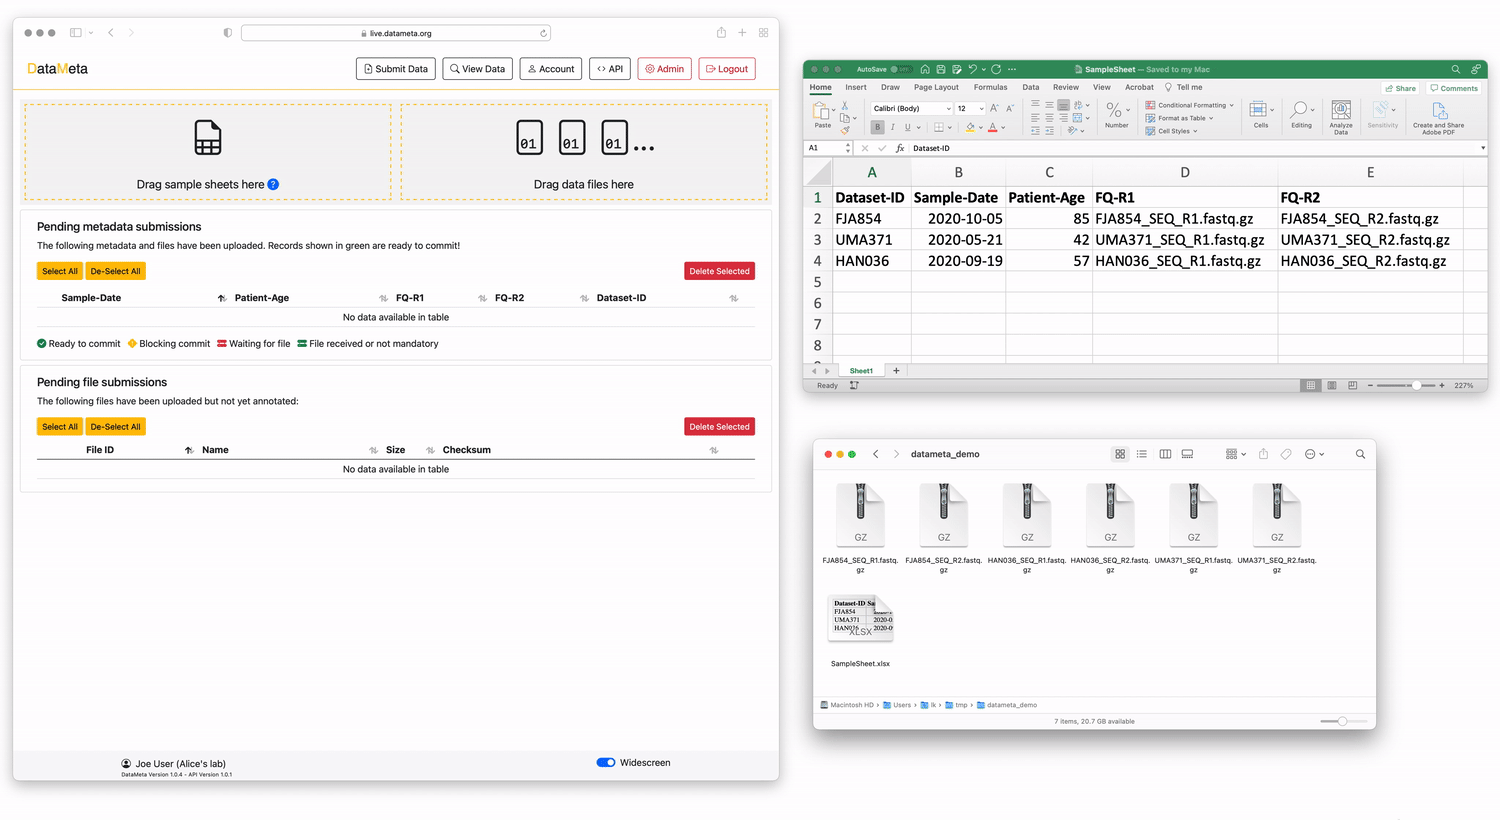 live.datameta.org
DataMeta
Submit Data
View Data
Account
API
Admin
Logout
01 01 01
Drag sample sheets here ?
Drag data files here
Pending metadata submissions
The following metadata and files have been uploaded. Records shown in green are ready to commit!
Select All
De-Select All
Delete Selected
Sample-Date Patient-Age FQ-R1 FQ-R2 Dataset-ID
No data available in table
Ready to commit Blocking commit Waiting for file File received or not mandatory
Pending file submissions
The following files have been uploaded but not yet annotated:
Select All
De-Select All
Delete Selected
File ID Name Size Checksum
No data available in table
Joe User (Alice's lab)
DataMeta Version 1.0.4 - API Version 1.0.1
Widescreen
AutoSave
SampleSheet — Saved to my Mac
Home Insert Draw Page Layout Formulas Data Review View Acrobat Tell me
Share
Comments
Paste
Calibri (Body) 12
B I U
Number
Conditional Formatting
Format as Table
Cell Styles
Cells
Editing
Analyze
Data
Sensitivity
Create and Share
Adobe PDF
A1 fx Dataset-ID
A B C D E
1 Dataset-ID Sample-Date Patient-Age FQ-R1 FQ-R2
2 FJA854 2020-10-05 85 FJA854_SEQ_R1.fastq.gz FJA854_SEQ_R2.fastq.gz
3 UMA371 2020-05-21 42 UMA371_SEQ_R1.fastq.gz UMA371_SEQ_R2.fastq.gz
4 HAN036 2020-09-19 57 HAN036_SEQ_R1.fastq.gz HAN036_SEQ_R2.fastq.gz
5
6
7
8
Sheet1
Ready
227%
datameta_demo
GZ GZ GZ GZ GZ GZ
FJA854_SEQ_R1.fastq.
gz
FJA854_SEQ_R2.fastq.
gz
HAN036_SEQ_R1.fastq.
gz
HAN036_SEQ_R2.fastq.
gz
UMA371_SEQ_R1.fastq.
gz
UMA371_SEQ_R2.fastq.
gz
Dataset-ID Sa
FJA854
UMA371 2020-0
HAN036 2020-0
XLSX
SampleSheet.xlsx
Macintosh HD › Users › lk › tmp › datameta_demo
7 items, 20.7 GB available